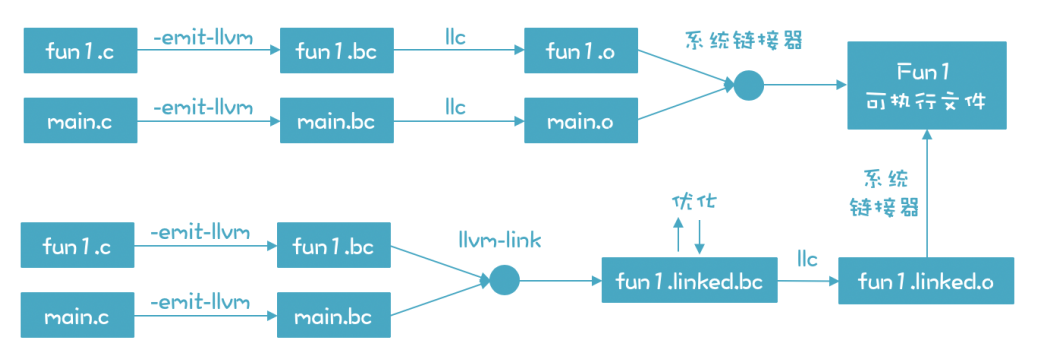 fun1.c
-emit-llvm
fun1.bc
llc
fun1.o
系统链接器
Fun1
可执行文件
main.c
-emit-llvm
main.bc
llc
main.o
系统
链接器
优化
fun1.c
-emit-llvm
fun1.bc
llvm-link
fun1.linked.bc
llc
fun1.linked.o
main.c
-emit-llvm
main.bc